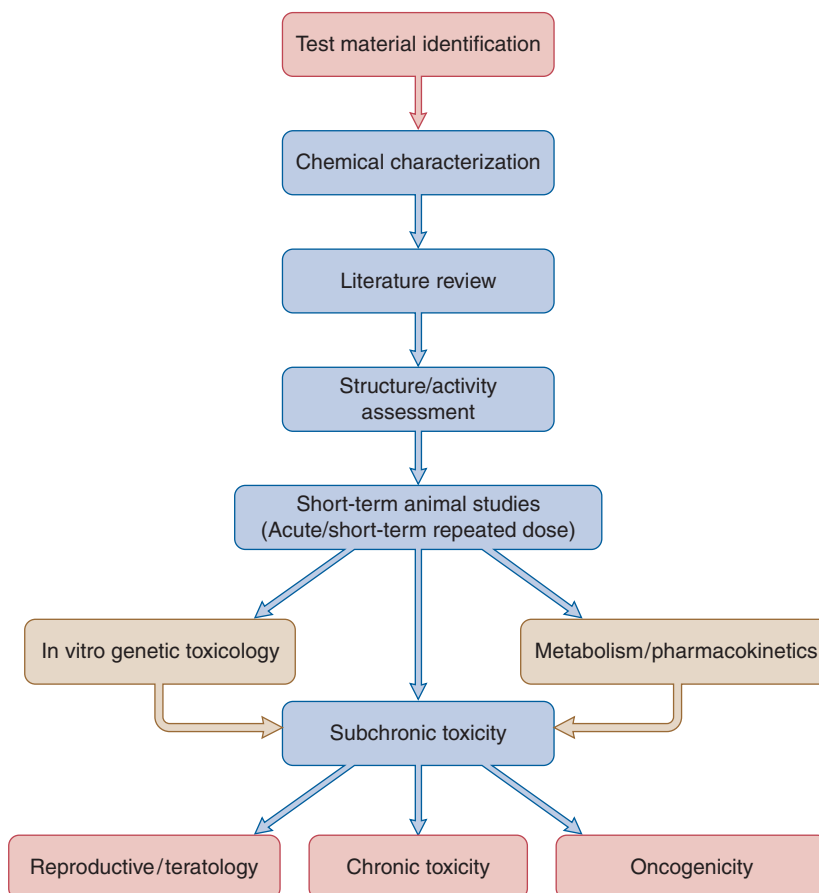 Test material identification
Chemical characterization
Literature review
Structure/activity
assessment
Short-term animal studies
(Acute/short-term repeated dose)
In vitro genetic toxicology
Metabolism/pharmacokinetics
Subchronic toxicity
Reproductive/teratology
Chronic toxicity
Oncogenicity